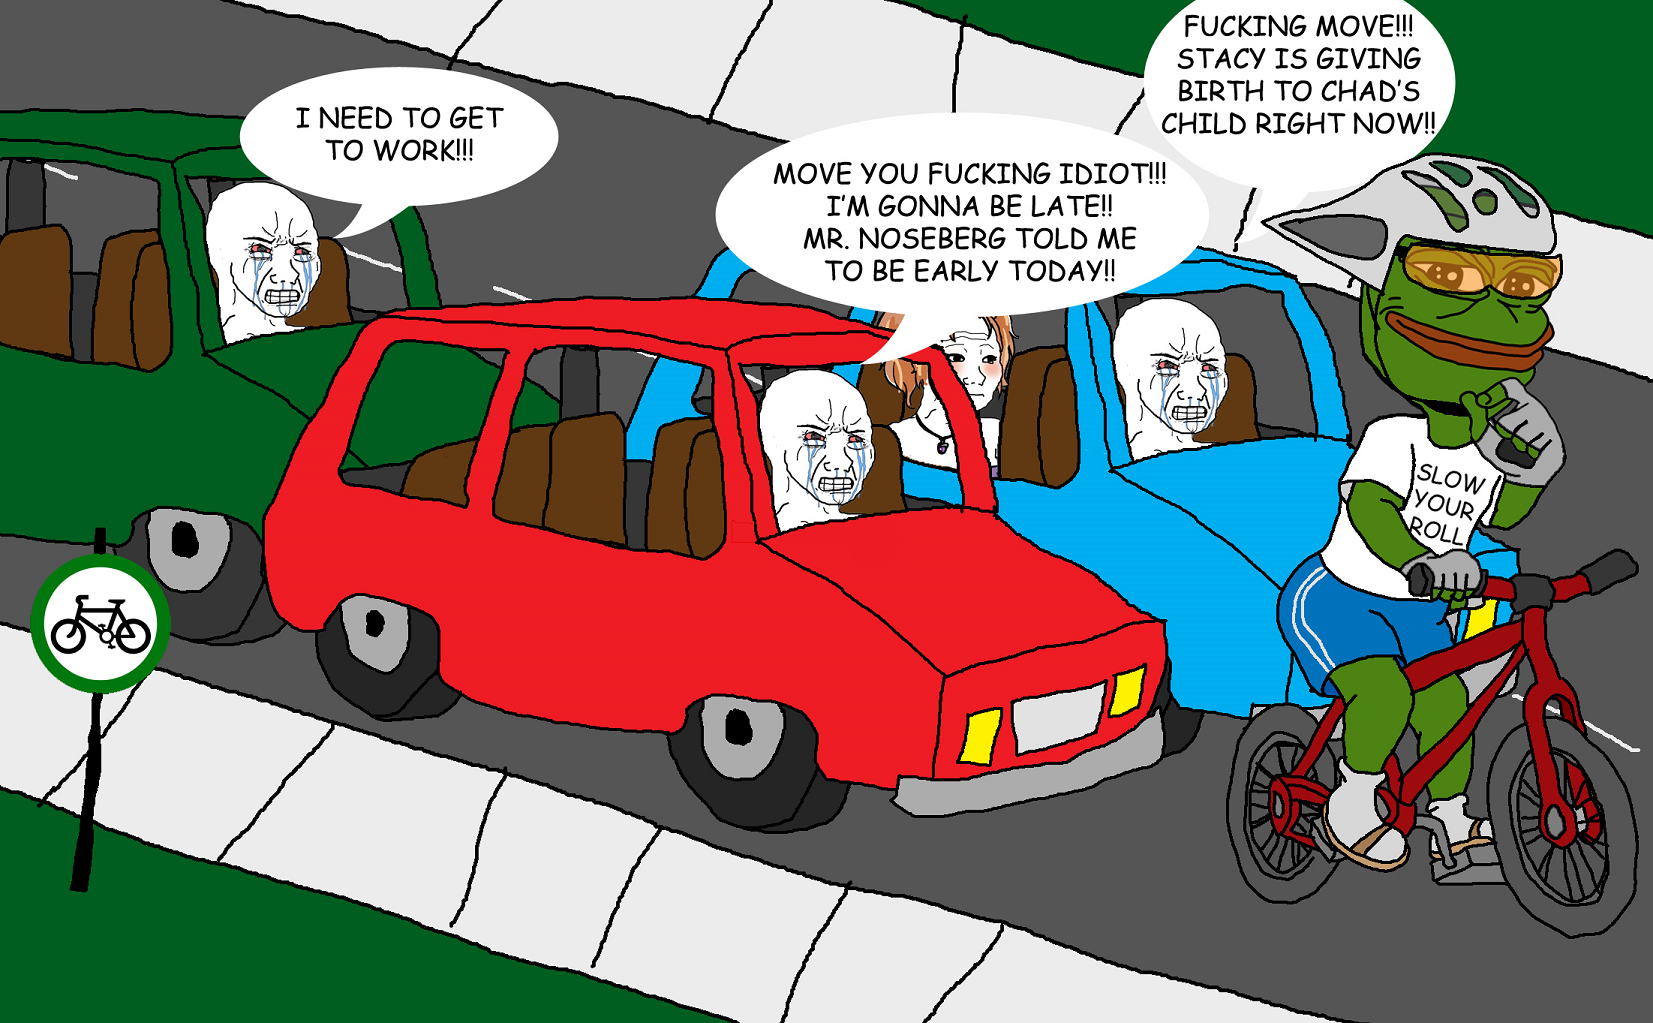 I NEED TO GET
TO WORK!!!
MOVE YOU FUCKING IDIOT!!!
I'M GONNA BE LATE!!
MR. NOSEBERG TOLD ME
TO BE EARLY TODAY!!
FUCKING MOVE!!!
STACY IS GIVING
BIRTH TO CHAD'S
CHILD RIGHT NOW!!
SLOW
YOUR
ROLL